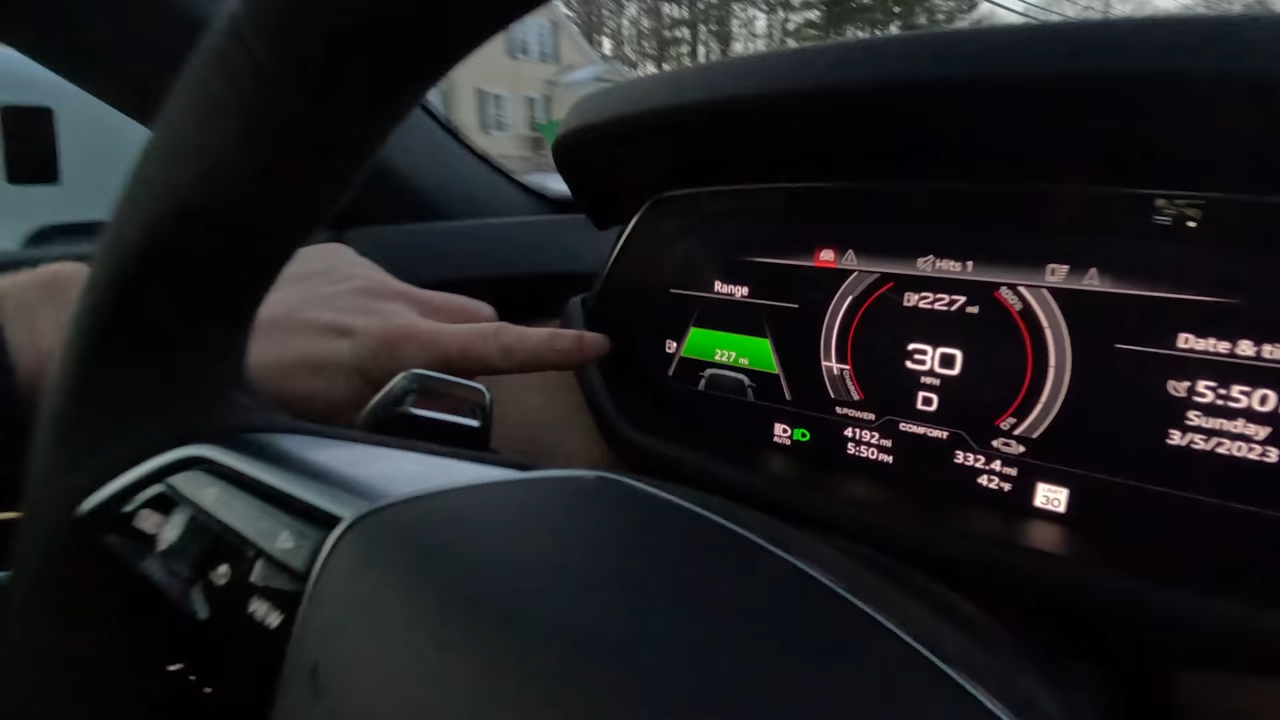 Hits 1
Range
227 mi
100%
227 mi
30
MPH
D
CHARGE
0%
%POWER
COMFORT
AUTO
4192 mi
5:50 PM
332.4 mi
42°F
LIMIT
30
Date & ti
5:50
Sunday
3/5/2023
VIEW